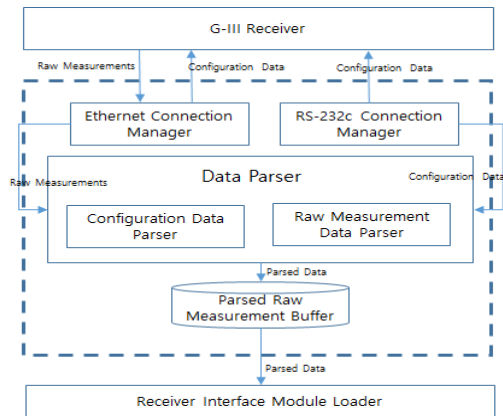 G-III Receiver
Raw Measurements
Configuration Data
Configuration Data
Ethernet Connection
Manager
RS-232c Connection
Manager
Raw Measurements
Data Parser
Configuration Data
Configuration Data
Parser
Raw Measurement
Data Parser
Parsed Data
Parsed Raw
Measurement Buffer
Parsed Data
Receiver Interface Module Loader